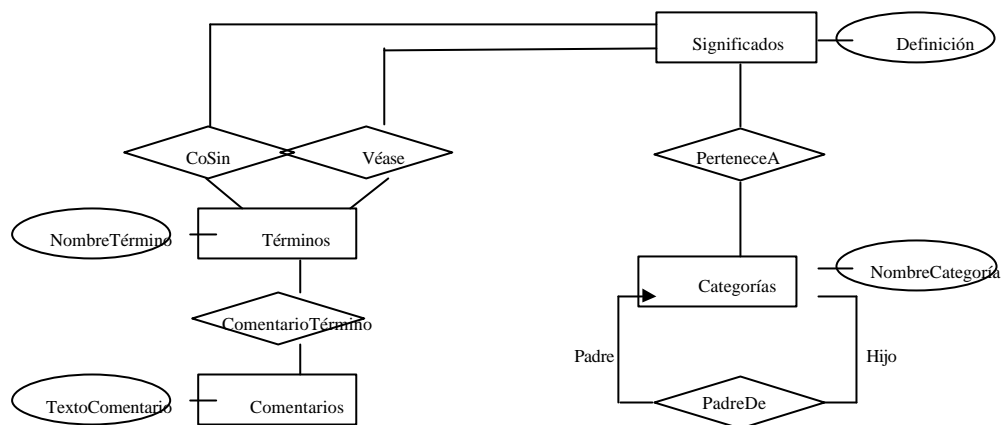 Significados
Definición
CoSin
Véase
PerteneceA
NombreTérmino
Términos
NombreCategoría
Categorías
ComentarioTérmino
Padre
Hijo
TextoComentario
Comentarios
PadreDe